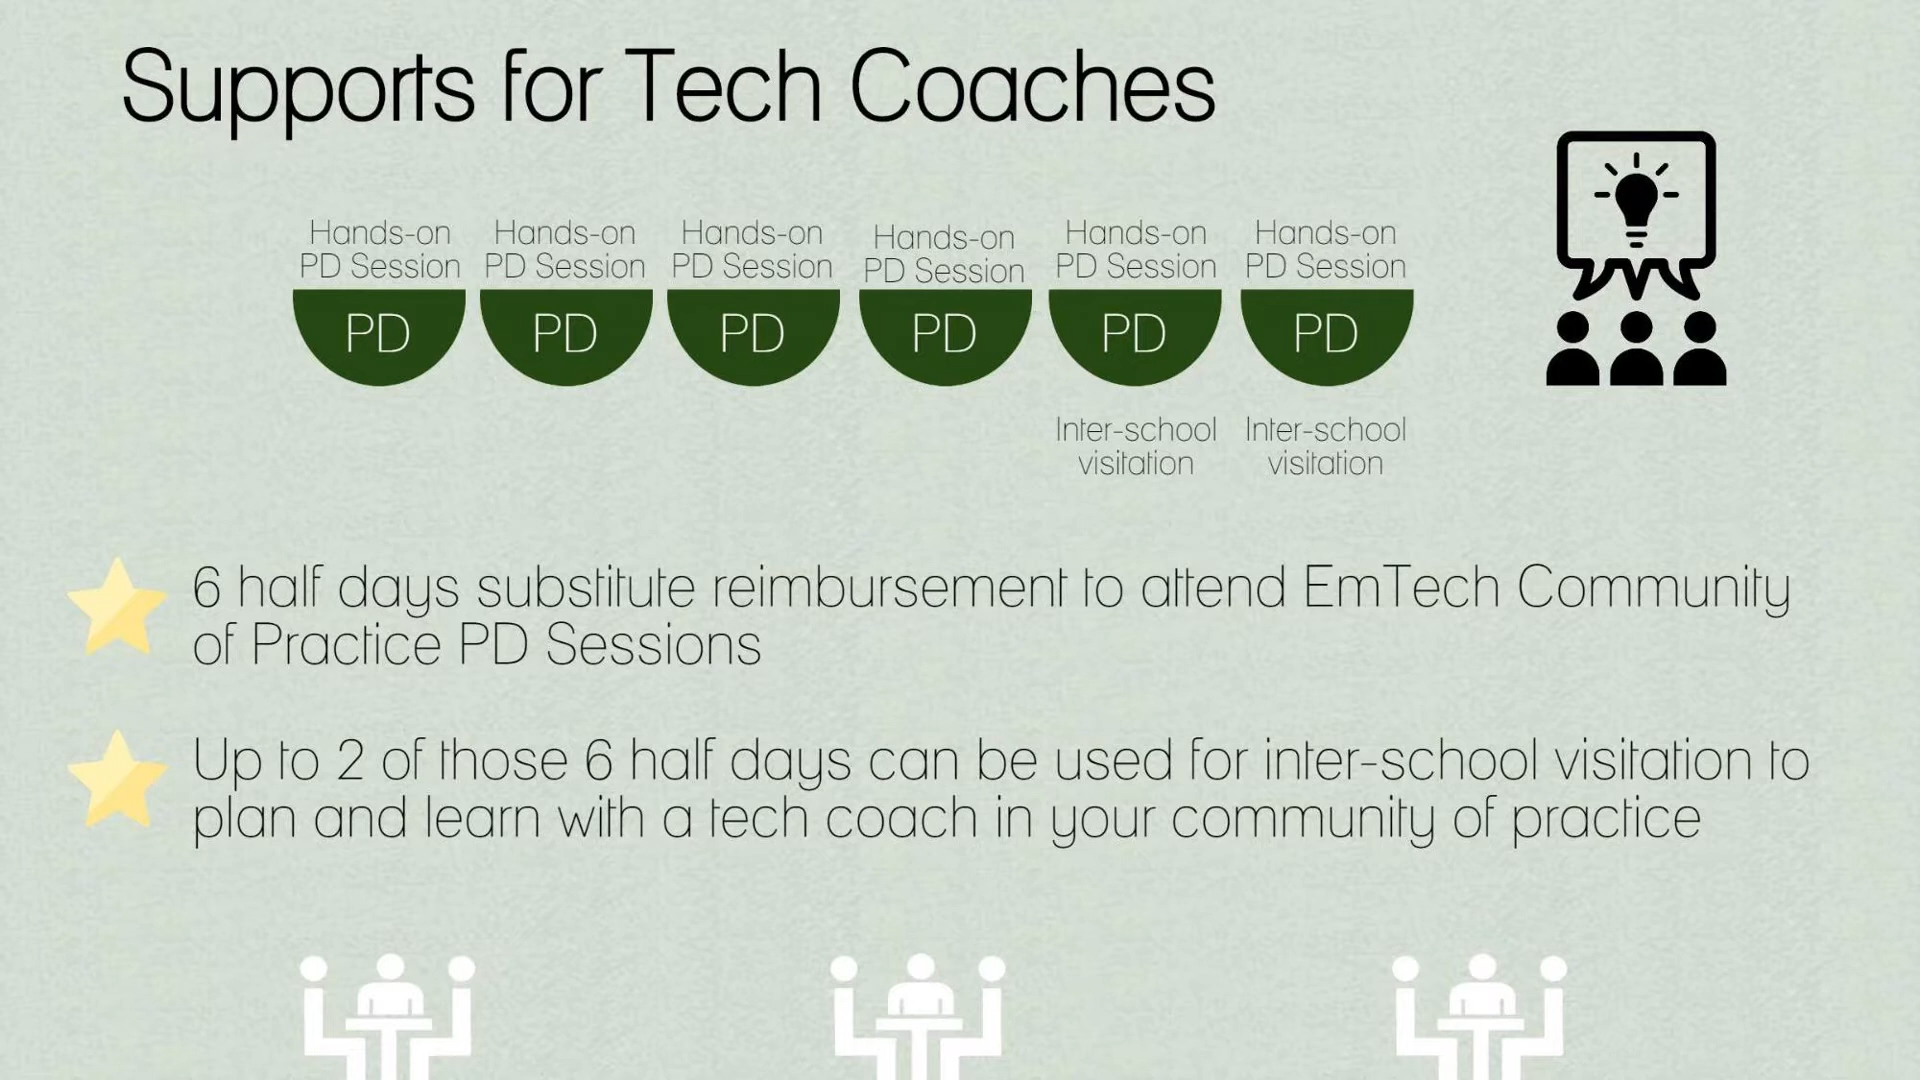 Supports for Tech Coaches
Hands-on Hands-on Hands-on Hands-on Hands-on Hands-on
PD Session PD Session PD Session PD Session PD Session PD Session
PD PD PD PD PD PD
Inter-school Inter-school
visitation visitation
6 half days substitute reimbursement to attend EmTech Community
of Practice PD Sessions
Up to 2 of those 6 half days can be used for inter-school visitation to
plan and learn with a tech coach in your community of practice